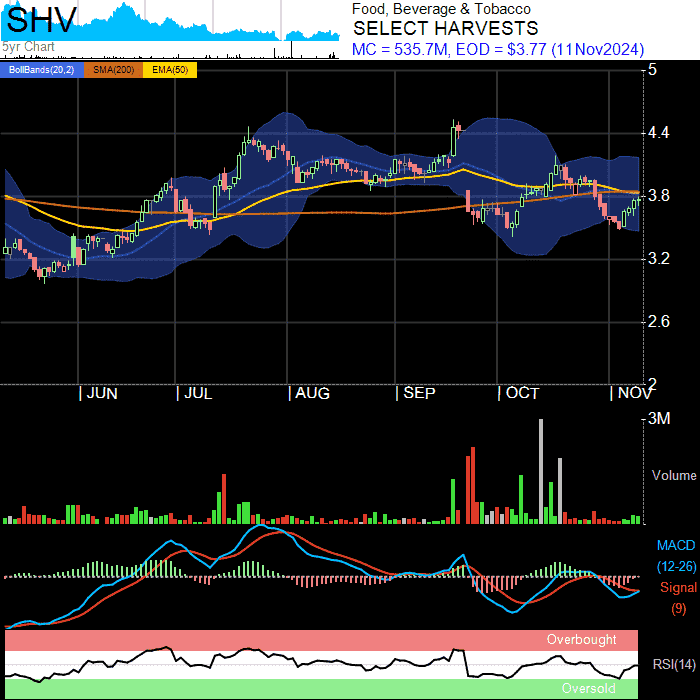 SHV
5yr Chart
Food, Beverage & Tobacco
SELECT HARVESTS
MC = 535.7M, EOD = $3.77 (11Nov2024)
BollBands(20,2) SMA(200) EMA(50)
5
4.4
3.8
3.2
2.6
2
| JUN | JUL | AUG | SEP | OCT | NOV
3M
Volume
MACD
(12-26)
Signal
(9)
Overbought
RSI(14)
Oversold